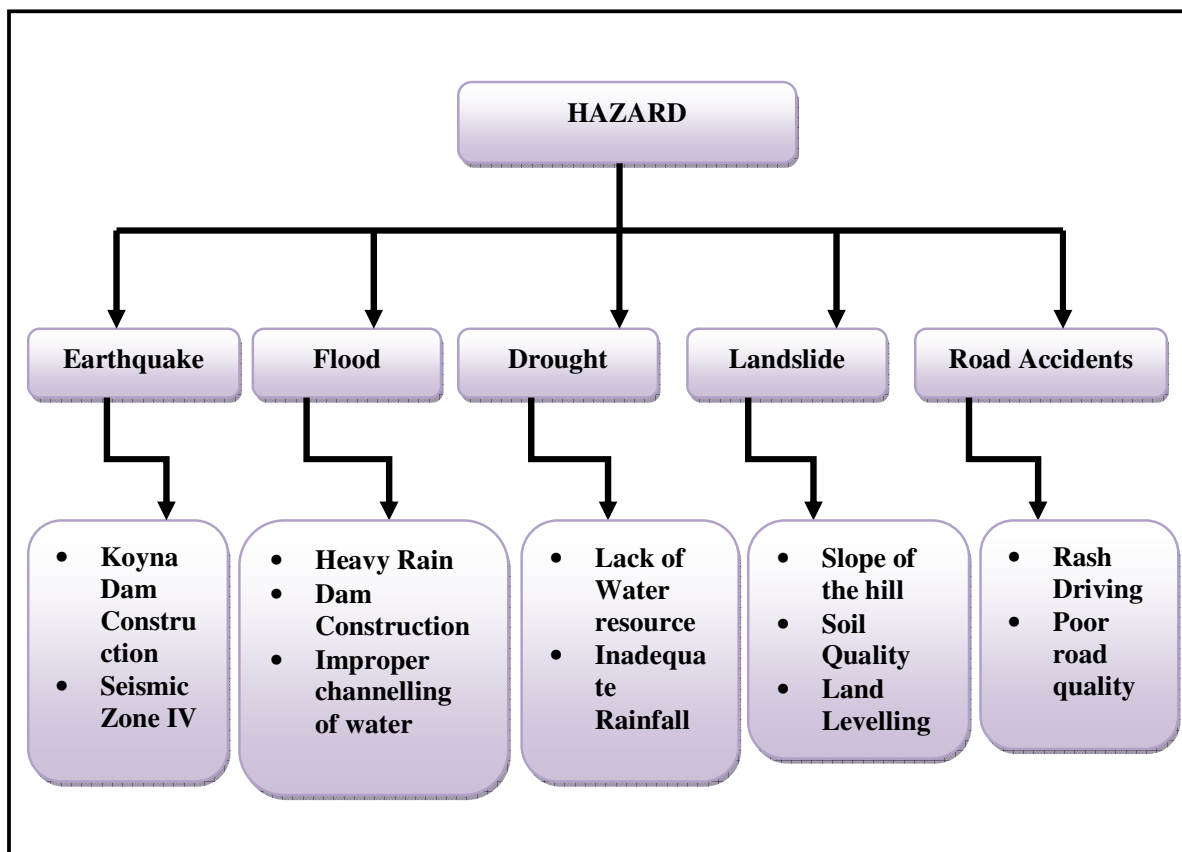 HAZARD
Earthquake
Flood
Drought
Landslide
Road Accidents
• Koyna
Dam
Constru
ction
• Seismic
Zone IV
• Heavy Rain
• Dam
Construction
• Improper
channelling
of water
• Lack of
Water
resource
• Inadequa
te
Rainfall
• Slope of
the hill
• Soil
Quality
• Land
Levelling
• Rash
Driving
• Poor
road
quality